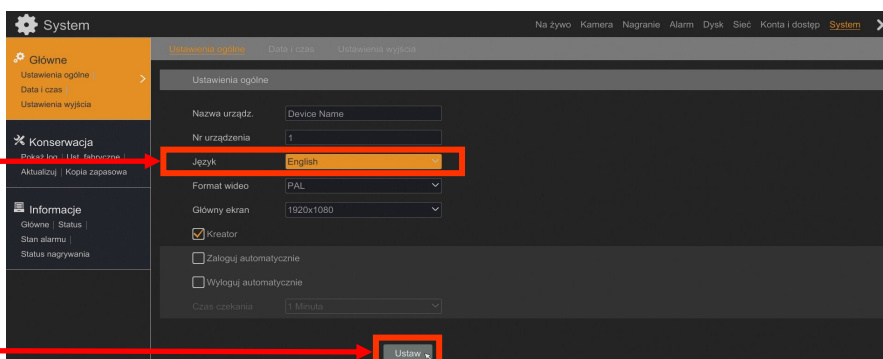 System
Na żywo Kamera Nagranie Alarm Dysk Sieć Konta i dostęp System
Główne
Ustawienia ogólne |
Data i czas |
Ustawienia wyjścia
Konserwacja
Pokaż log | Ust. fabryczne |
Aktualizuj | Kopia zapasowa
Informacje
Główne | Status |
Stan alarmu |
Status nagrywania
Ustawienia ogólne Data i czas Ustawienia wyjścia
Ustawienia ogólne
Nazwa urządz. Device Name
Nr urządzenia 1
Język English
Format wideo PAL
Główny ekran 1920x1080
Kreator
Zaloguj automatycznie
Wyloguj automatycznie
Czas czekania 1 Minuta
Ustaw